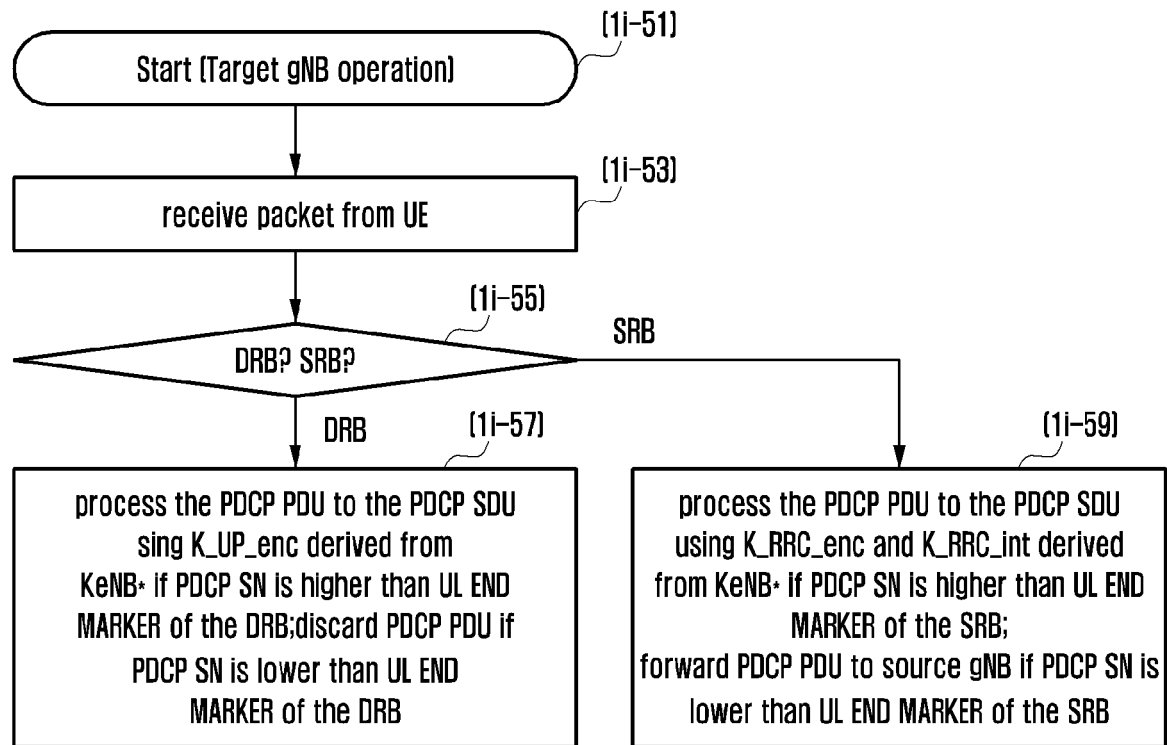 (1i-51)
Start (Target gNB operation)
(1i-53)
receive packet from UE
(1i-55)
DRB? SRB?
SRB
DRB
(1i-57)
process the PDCP PDU to the PDCP SDU
sing K_UP_enc derived from
KeNB* if PDCP SN is higher than UL END
MARKER of the DRB;discard PDCP PDU if
PDCP SN is lower than UL END
MARKER of the DRB
(1i-59)
process the PDCP PDU to the PDCP SDU
using K_RRC_enc and K_RRC_int derived
from KeNB* if PDCP SN is higher than UL END
MARKER of the SRB;
forward PDCP PDU to source gNB if PDCP SN is
lower than UL END MARKER of the SRB